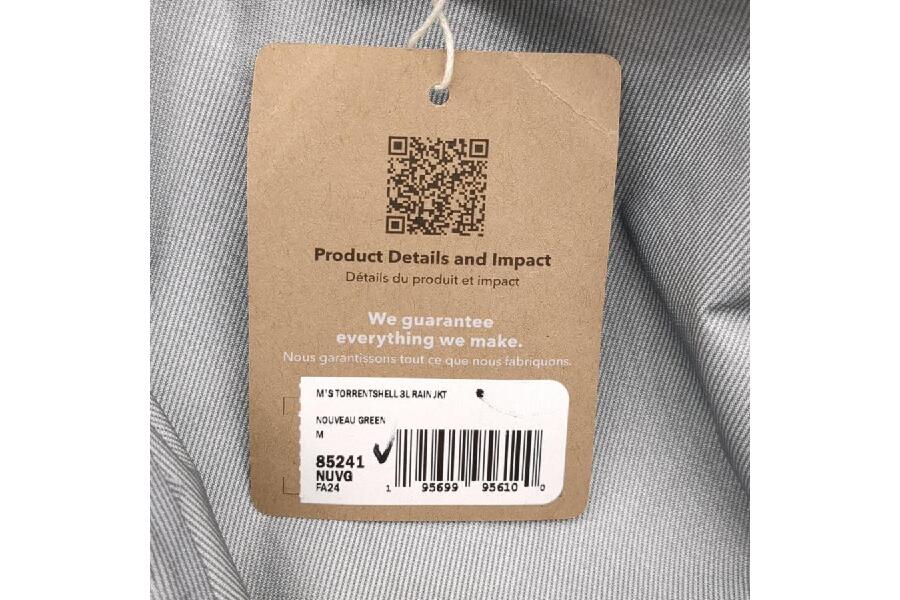 Product Details and Impact
Détails du produit et impact
We guarantee
everything we make.
Nous garantissons tout ce que nous fabriquons.
M'S TORRENTSHELL 3L RAIN JKT
NOUVEAU GREEN
M
85241
NUVG
FA24
1 95699 95610 0